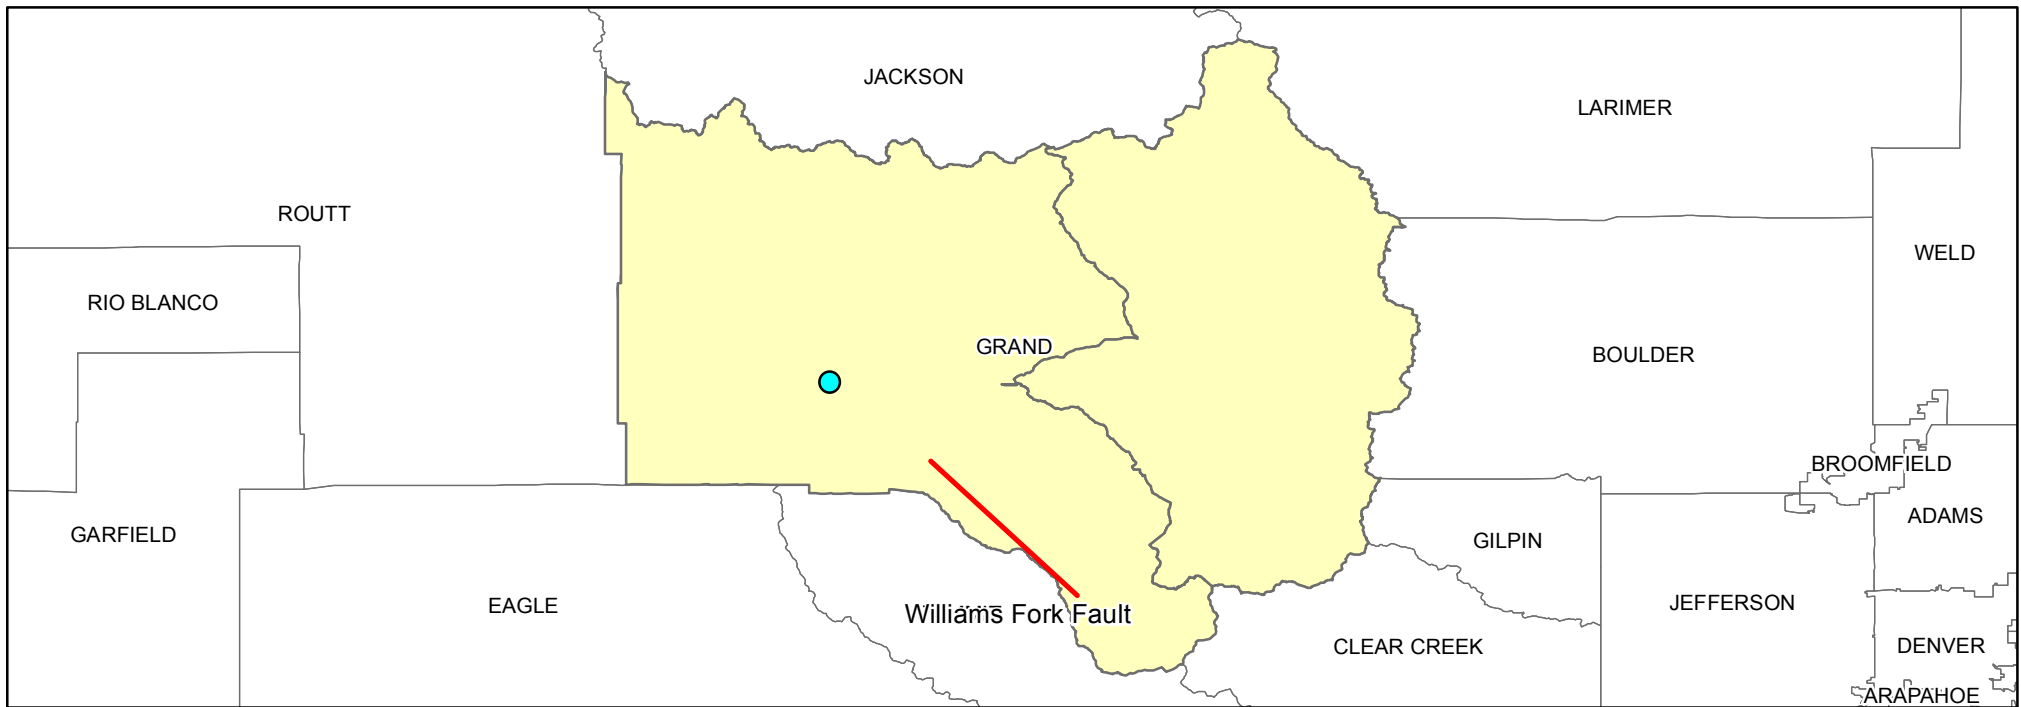 JACKSON
LARIMER
ROUTT
WELD
RIO BLANCO
GRAND
BOULDER
BROOMFIELD
ADAMS
GARFIELD
GILPIN
EAGLE
Williams Fork Fault
JEFFERSON
CLEAR CREEK
DENVER
ARAPAHOE